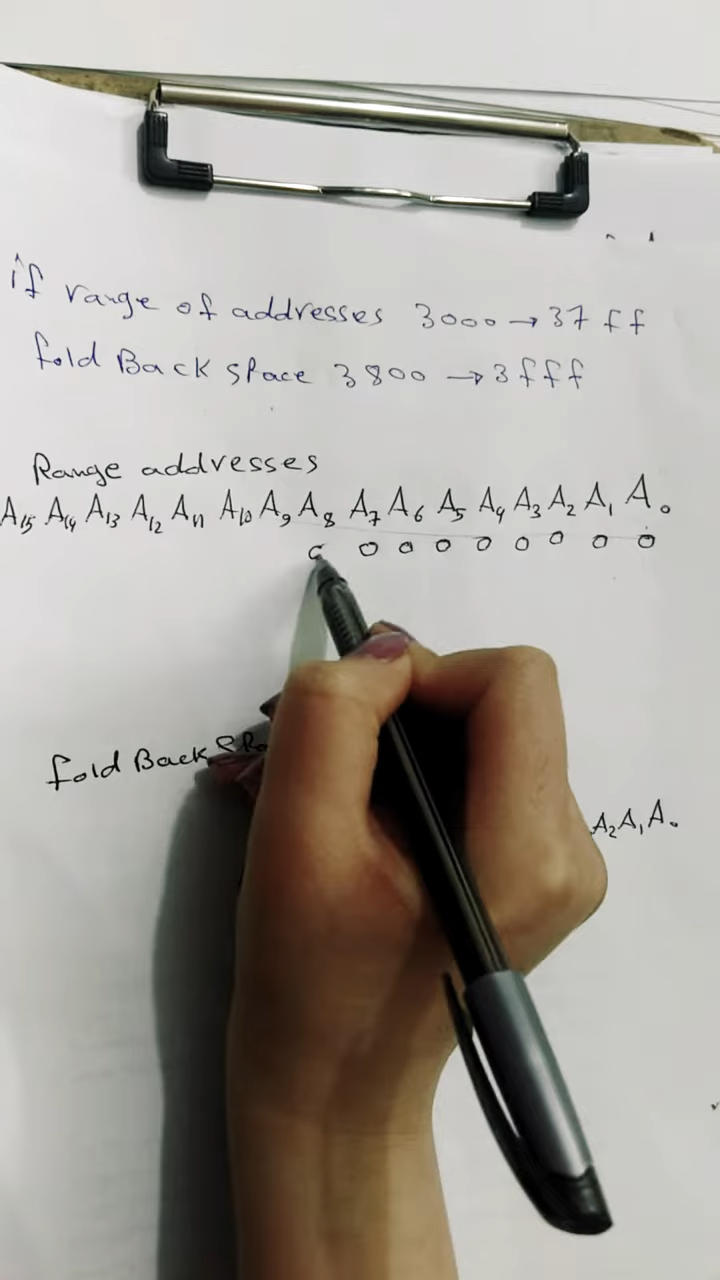 if range of addresses 3000 → 37ff
fold Back space 3800 → 3fff
Range addresses
A15 A14 A13 A12 A11 A10 A9 A8 A7 A6 A5 A4 A3 A2 A1 A0
0 0 0 0 0 0 0 0
fold Back
A2 A1 A0